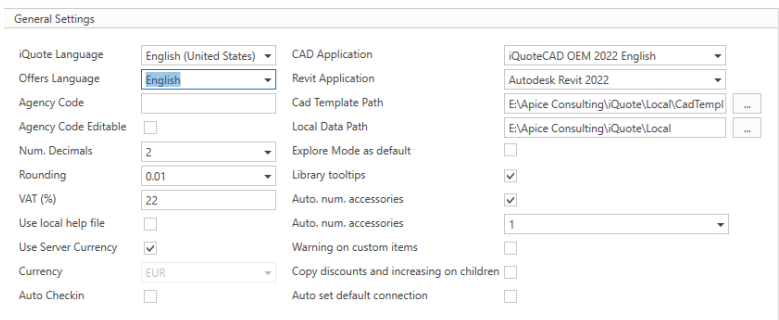 General Settings
iQuote Language English (United States) CAD Application iQuoteCAD OEM 2022 English
Offers Language English Revit Application Autodesk Revit 2022
Agency Code Cad Template Path E:\Apice Consulting\iQuote\Local\CadTempl ...
Agency Code Editable Local Data Path E:\Apice Consulting\iQuote\Local ...
Num. Decimals 2 Explore Mode as default
Rounding 0.01 Library tooltips
VAT (%) 22 Auto. num. accessories
Use local help file Auto. num. accessories 1
Use Server Currency Warning on custom items
Currency EUR Copy discounts and increasing on children
Auto Checkin Auto set default connection